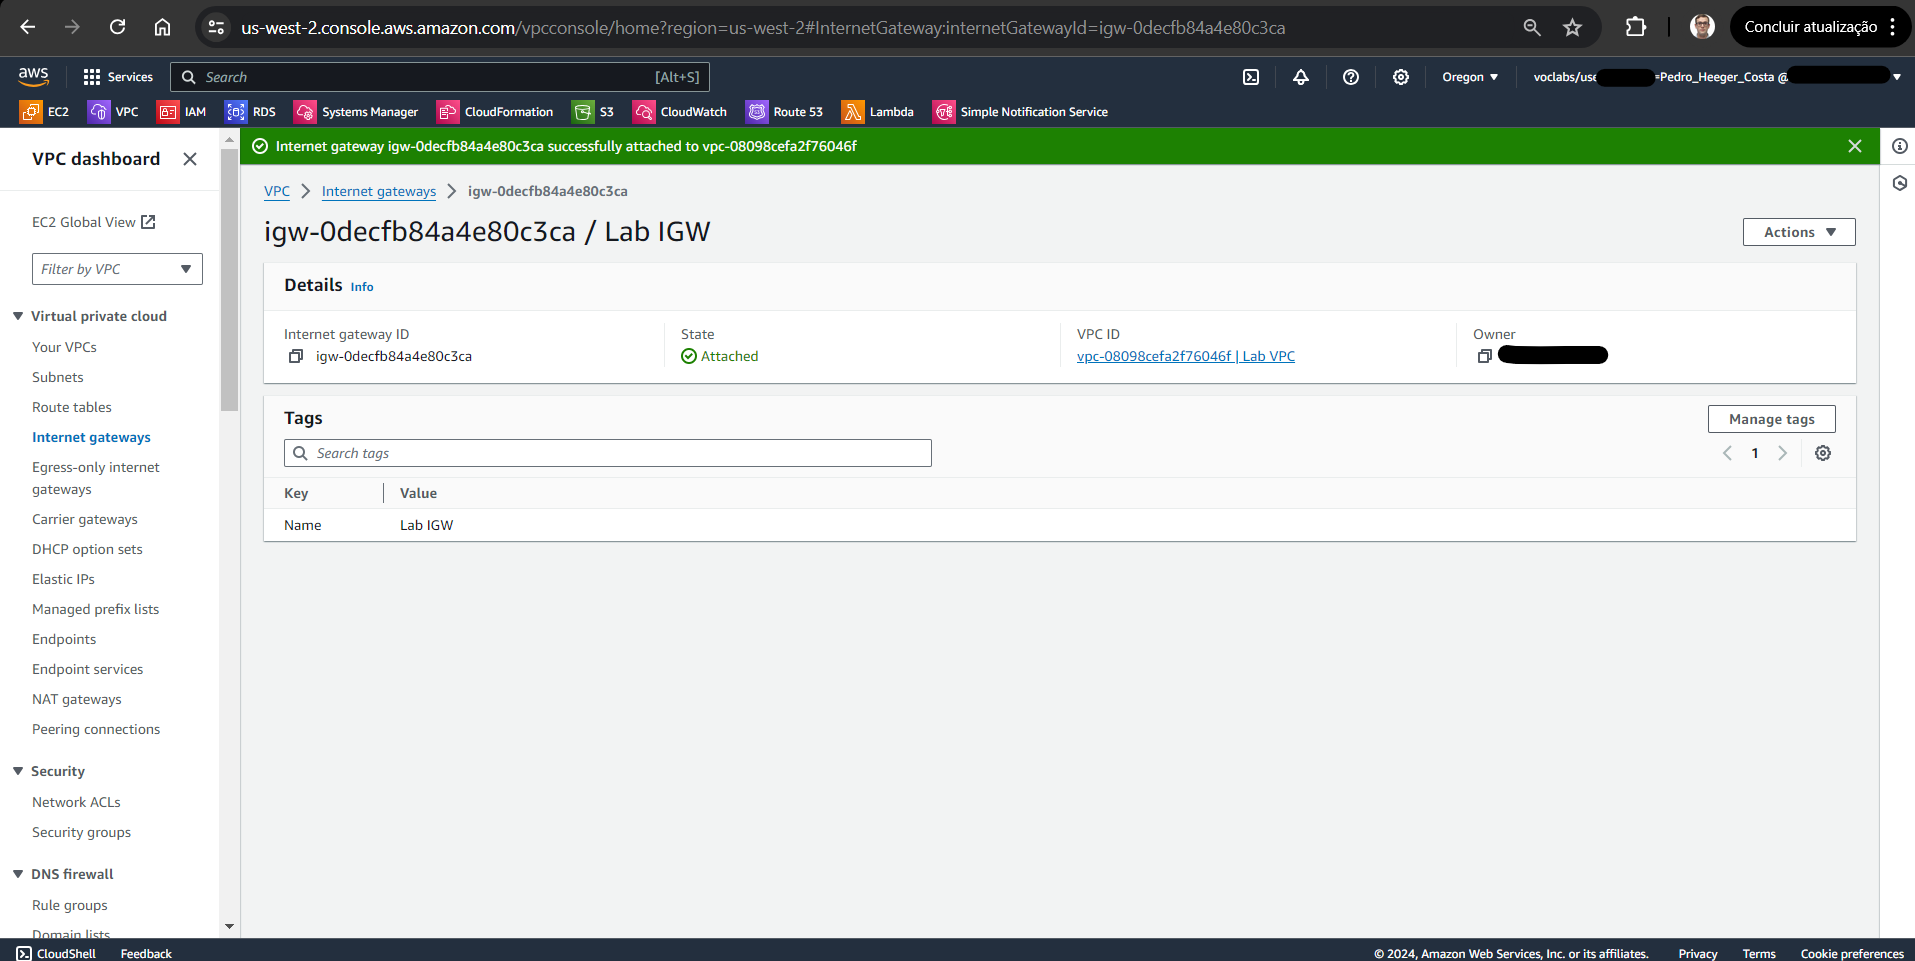 us-west-2.console.aws.amazon.com/vpcconsole/home?region=us-west-2#InternetGateway:internetGatewayId=igw-0decfb84a4e80c3ca
Concluir atualização
aws
Services
Search
[Alt+S]
Oregon
voclabs/use
=Pedro_Heeger_Costa @
EC2
VPC
IAM
RDS
Systems Manager
CloudFormation
S3
CloudWatch
Route 53
Lambda
Simple Notification Service
VPC dashboard
EC2 Global View
Filter by VPC
Virtual private cloud
Your VPCs
Subnets
Route tables
Internet gateways
Egress-only internet
gateways
Carrier gateways
DHCP option sets
Elastic IPs
Managed prefix lists
Endpoints
Endpoint services
NAT gateways
Peering connections
Security
Network ACLs
Security groups
DNS firewall
Rule groups
Domain lists
Internet gateway igw-0decfb84a4e80c3ca successfully attached to vpc-08098cefa2f76046f
VPC
Internet gateways
igw-0decfb84a4e80c3ca
igw-0decfb84a4e80c3ca / Lab IGW
Actions
Details Info
Internet gateway ID
igw-0decfb84a4e80c3ca
State
Attached
VPC ID
vpc-08098cefa2f76046f | Lab VPC
Owner
Tags
Manage tags
Search tags
1
Key
Value
Name
Lab IGW
CloudShell
Feedback
© 2024, Amazon Web Services, Inc. or its affiliates.
Privacy
Terms
Cookie preferences